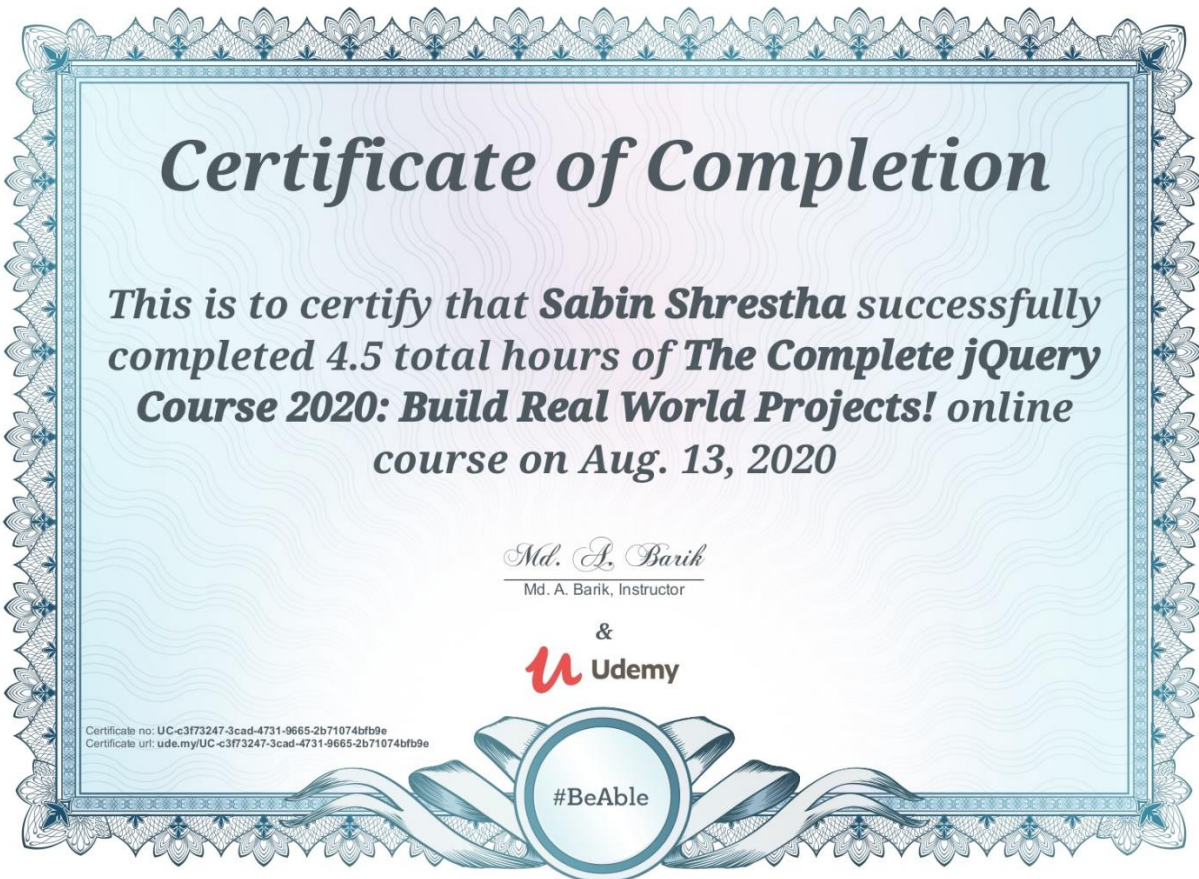 Certificate of Completion
This is to certify that Sabin Shrestha successfully
completed 4.5 total hours of The Complete jQuery
Course 2020: Build Real World Projects! online
course on Aug. 13, 2020
Md. A. Barik
Md. A. Barik, Instructor
&
Udemy
Certificate no: UC-c3f73247-3cad-4731-9665-2b71074bfb9e
Certificate url: ude.my/UC-c3f73247-3cad-4731-9665-2b71074bfb9e
#BeAble